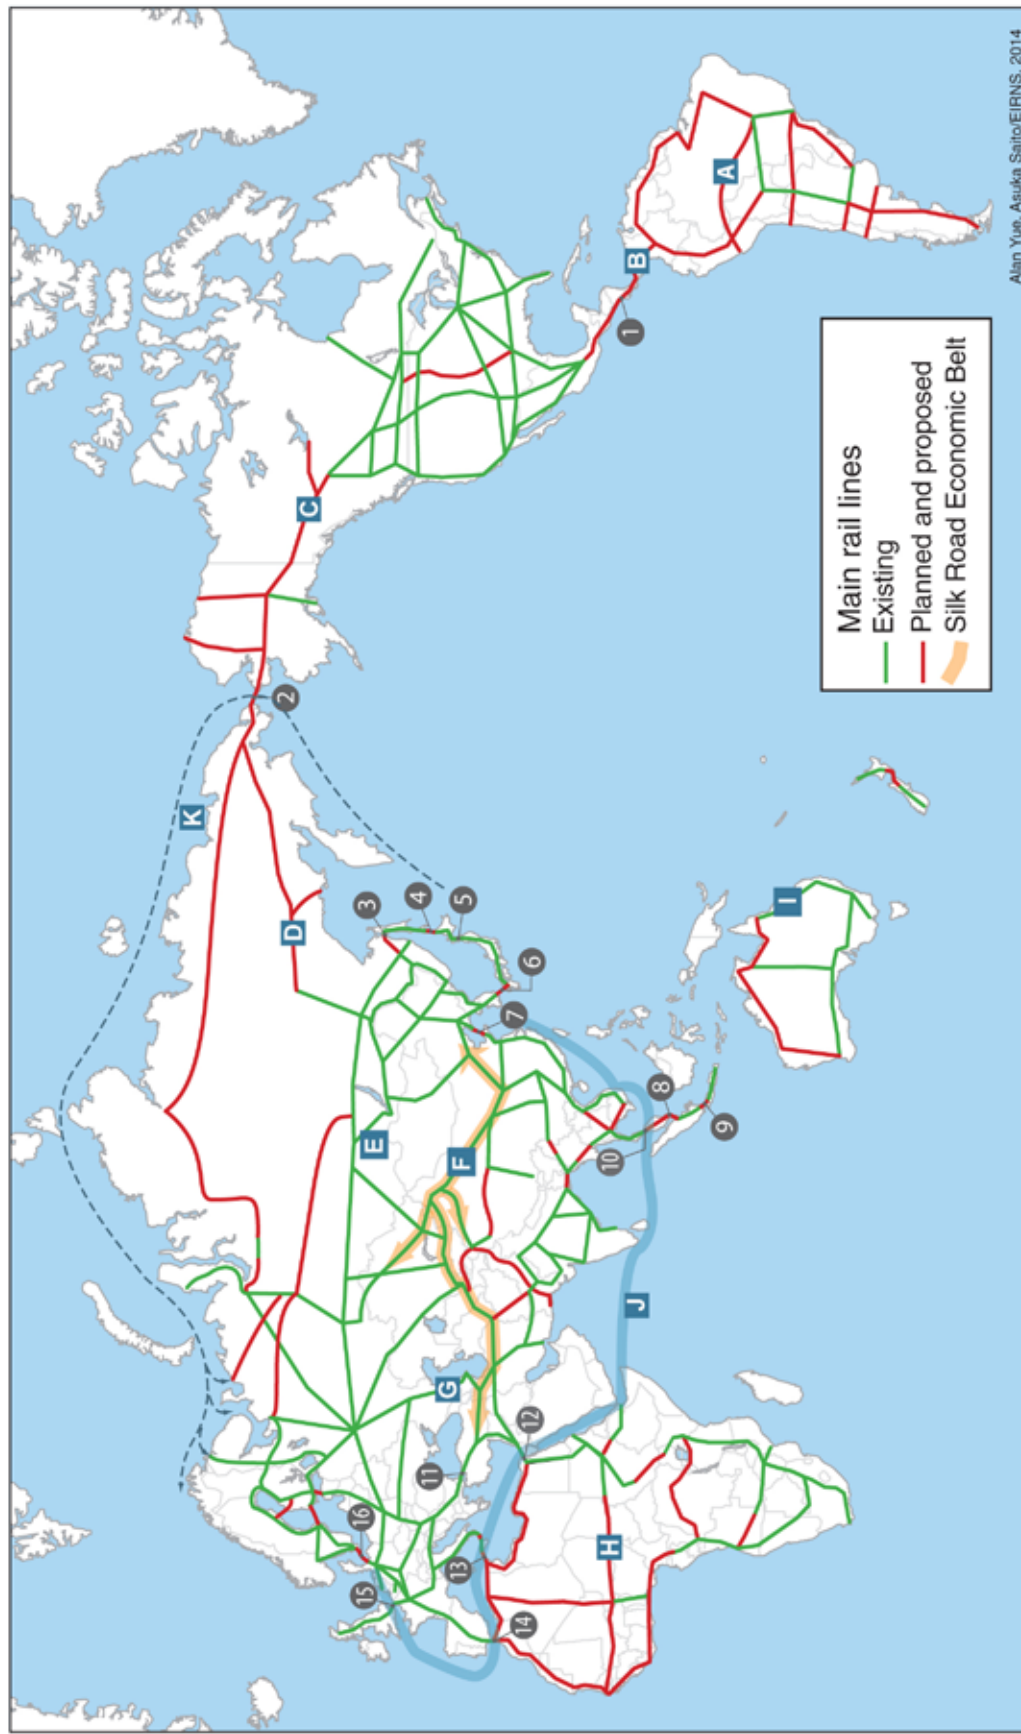 K
2
D
C
16
3
E
15
4
11
G
13
F
5
14
12
7
6
10
H
J
1
B
8
9
A
I
Main rail lines
Existing
Planned and proposed
Silk Road Economic Belt
Alan Yue, Asuka Saito/EIRNS, 2014